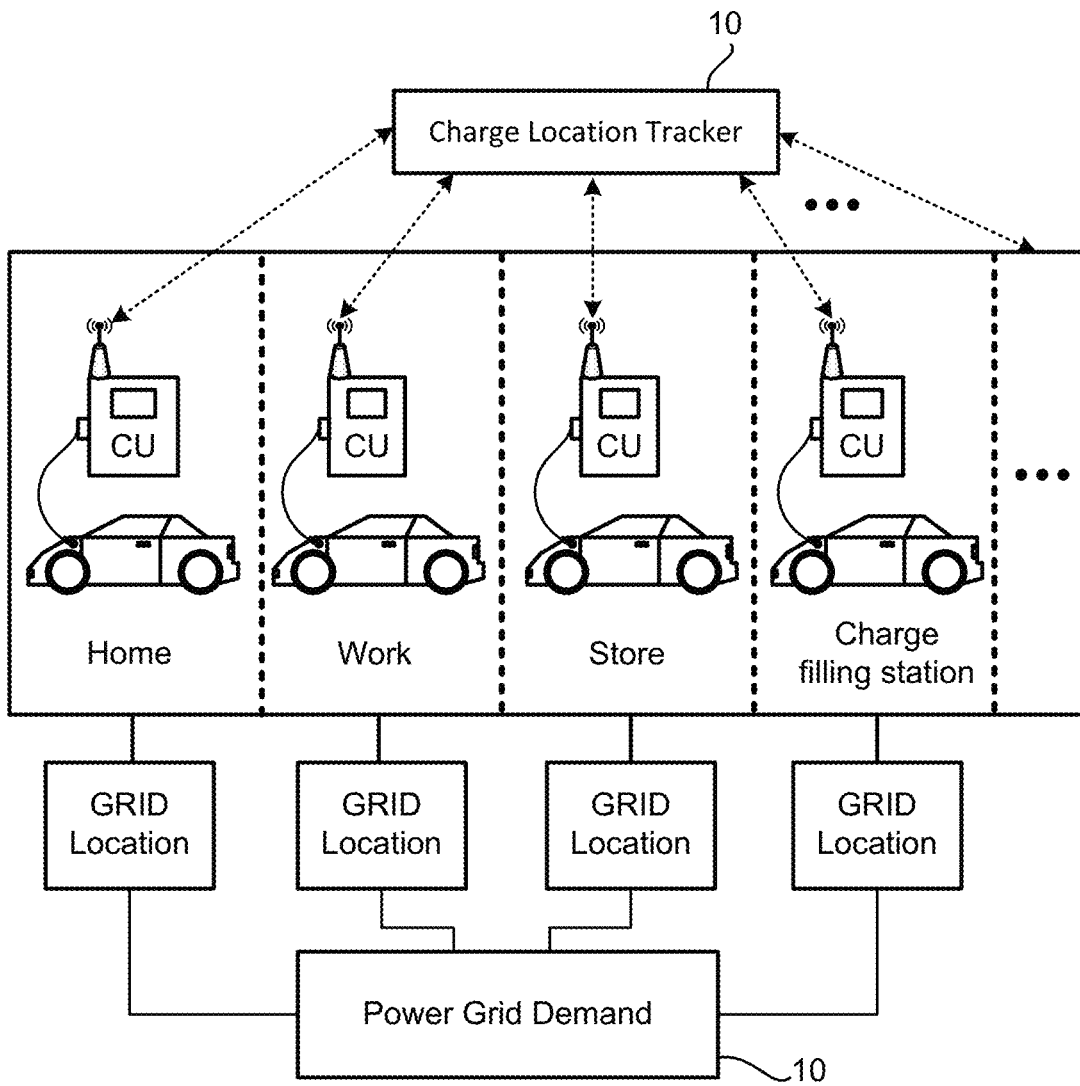 10
Charge Location Tracker
CU
CU
CU
CU
Home
Work
Store
Charge
filling station
GRID
Location
GRID
Location
GRID
Location
GRID
Location
Power Grid Demand
10